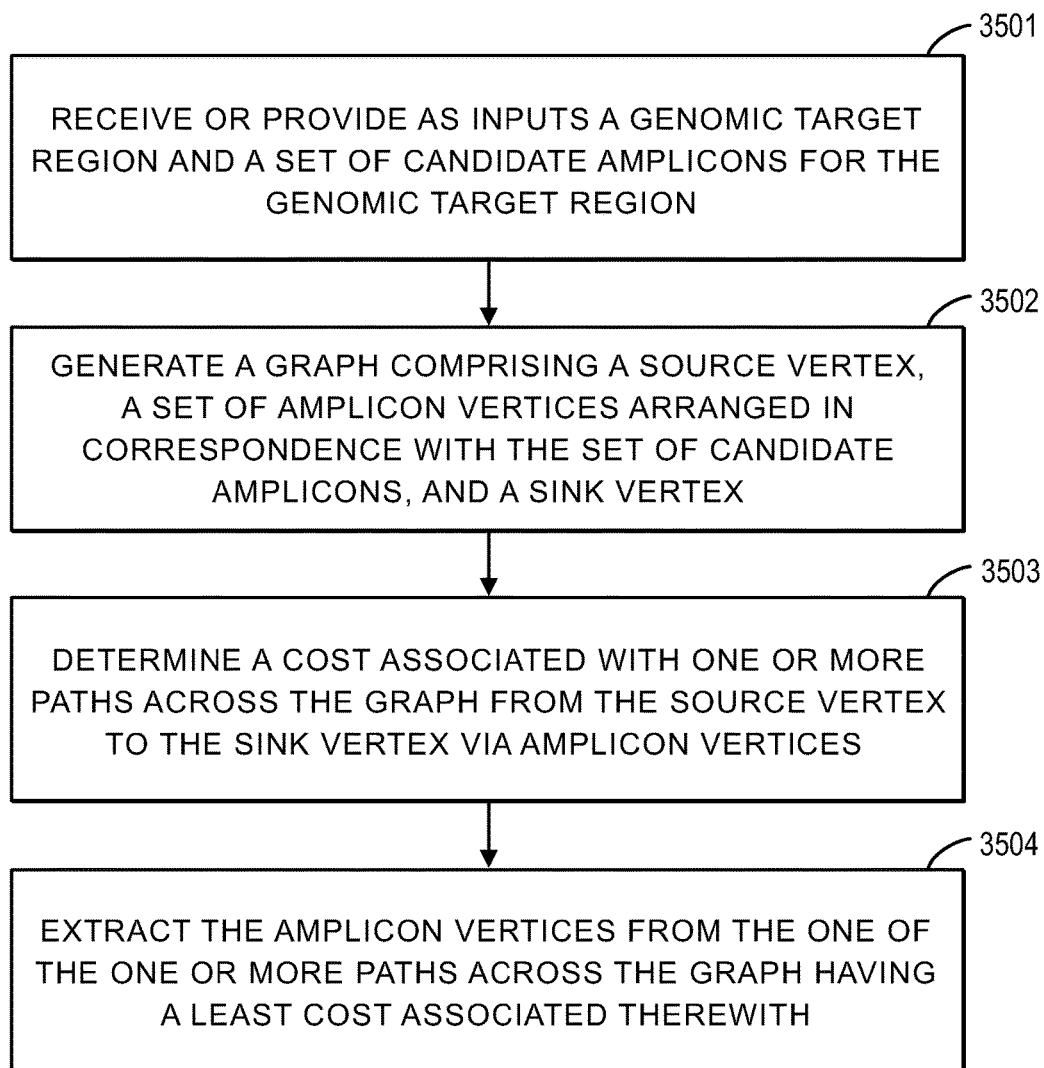 3501
RECEIVE OR PROVIDE AS INPUTS A GENOMIC TARGET
REGION AND A SET OF CANDIDATE AMPLICONS FOR THE
GENOMIC TARGET REGION
3502
GENERATE A GRAPH COMPRISING A SOURCE VERTEX,
A SET OF AMPLICON VERTICES ARRANGED IN
CORRESPONDENCE WITH THE SET OF CANDIDATE
AMPLICONS, AND A SINK VERTEX
3503
DETERMINE A COST ASSOCIATED WITH ONE OR MORE
PATHS ACROSS THE GRAPH FROM THE SOURCE VERTEX
TO THE SINK VERTEX VIA AMPLICON VERTICES
3504
EXTRACT THE AMPLICON VERTICES FROM THE ONE OF
THE ONE OR MORE PATHS ACROSS THE GRAPH HAVING
A LEAST COST ASSOCIATED THEREWITH